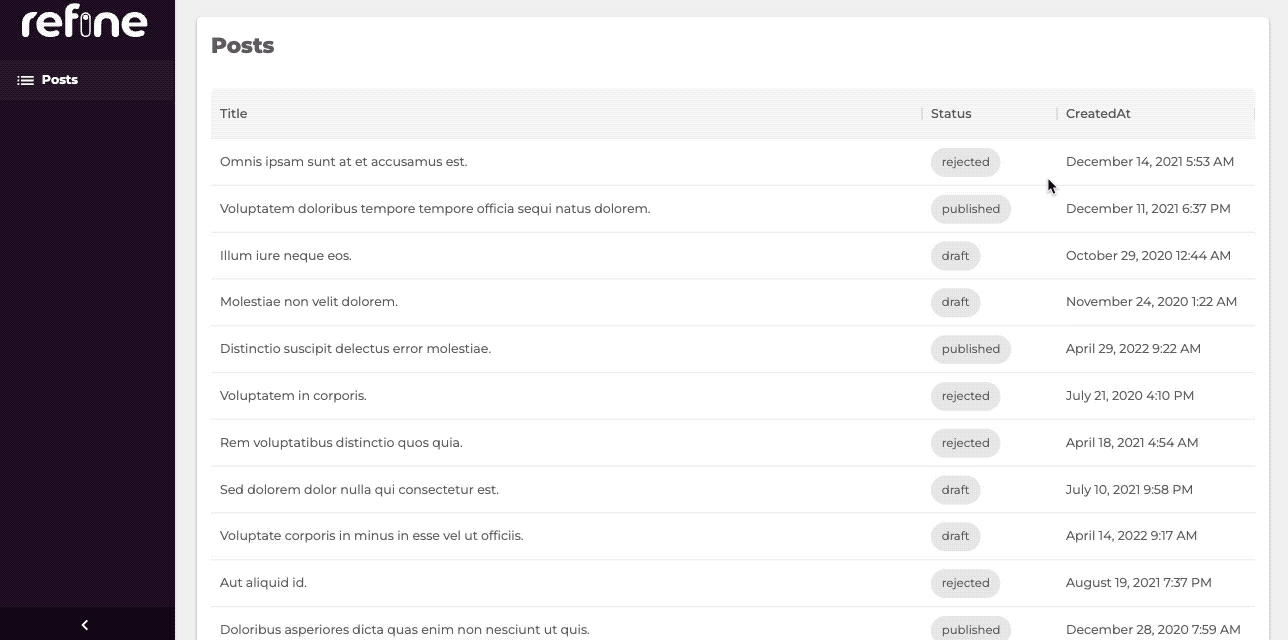 refine
Posts
Posts
Title Status CreatedAt
Omnis ipsam sunt at et accusamus est. rejected December 14, 2021 5:53 AM
Voluptatem doloribus tempore tempore officia sequi natus dolorem. published December 11, 2021 6:37 PM
Illum iure neque eos. draft October 29, 2020 12:44 AM
Molestiae non velit dolorem. draft November 24, 2020 1:22 AM
Distinctio suscipit delectus error molestiae. published April 29, 2022 9:22 AM
Voluptatem in corporis. rejected July 21, 2020 4:10 PM
Rem voluptatibus distinctio quos quia. rejected April 18, 2021 4:54 AM
Sed dolorem dolor nulla qui consectetur est. draft July 10, 2021 9:58 PM
Voluptate corporis in minus in esse vel ut officiis. draft April 14, 2022 9:17 AM
Aut aliquid id. rejected August 19, 2021 7:37 PM
Doloribus asperiores dicta quas enim non nesciunt ut quis. published December 28, 2020 7:59 AM